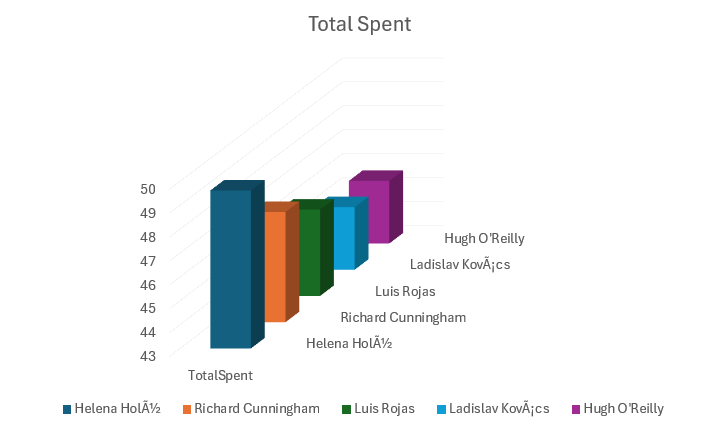 Total Spent
50
49
48
47
46
45
44
43
Hugh O'Reilly
Ladislav KovÃ¡cs
Luis Rojas
Richard Cunningham
Helena HolÃ½
TotalSpent
Helena HolÃ½ Richard Cunningham Luis Rojas Ladislav KovÃ¡cs Hugh O'Reilly